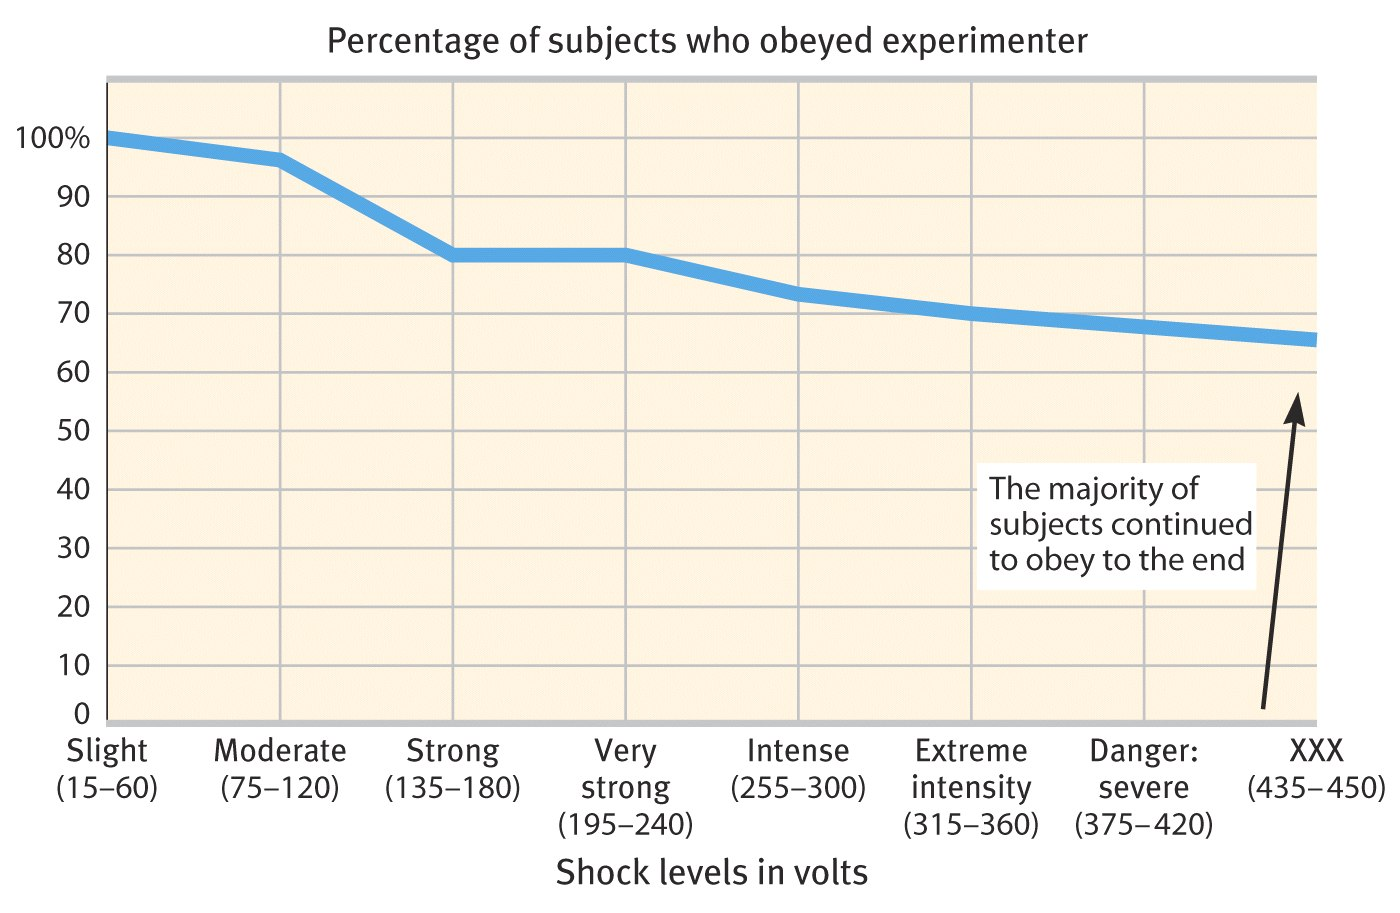 Percentage of subjects who obeyed experimenter
100%
90
80
70
60
50
40
30
20
10
0
The majority of
subjects continued
to obey to the end
Slight
(15–60)
Moderate
(75–120)
Strong
(135–180)
Very
strong
(195–240)
Intense
(255–300)
Extreme
intensity
(315–360)
Danger:
severe
(375–420)
XXX
(435–450)
Shock levels in volts